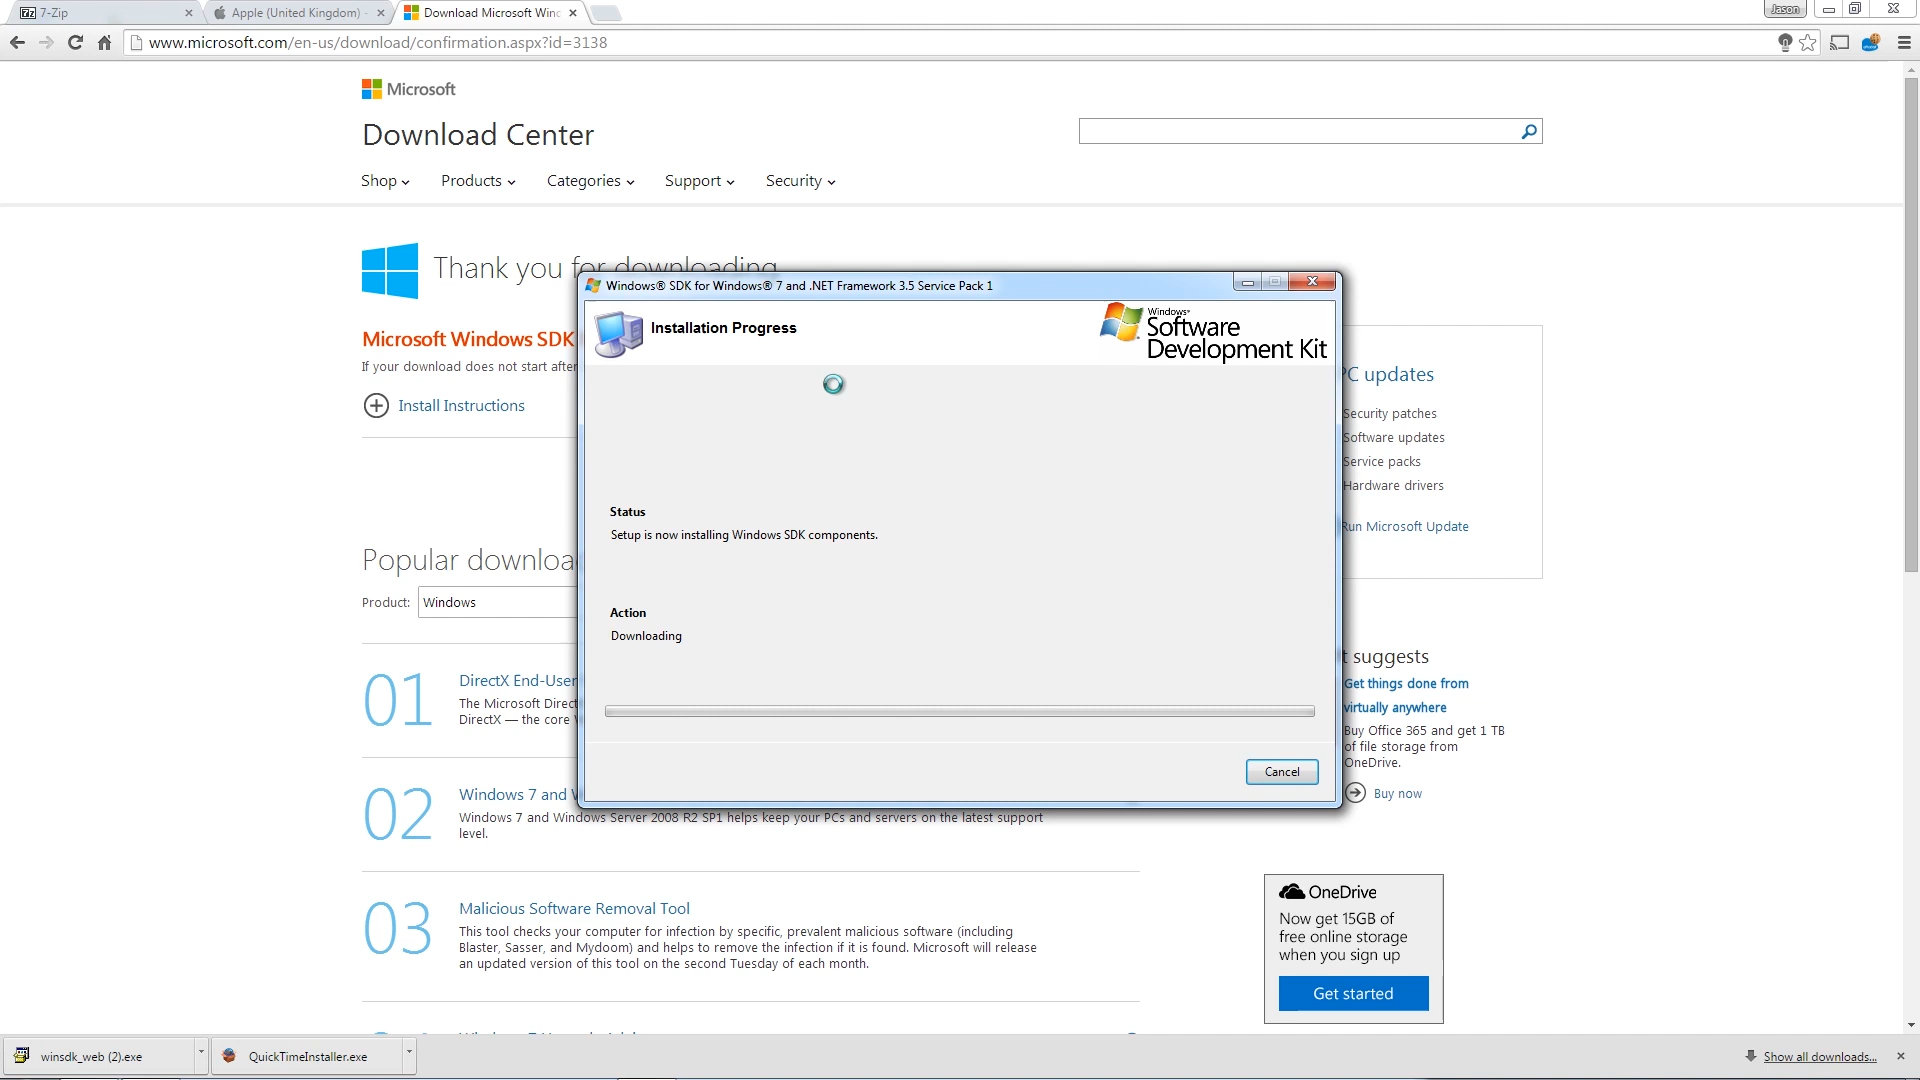 7z 7-Zip
Apple (United Kingdom) -
Download Microsoft Wind
Jason
www.microsoft.com/en-us/download/confirmation.aspx?id=3138
Microsoft
Download Center
Shop
Products
Categories
Support
Security
Thank you for downloading
Microsoft Windows SDK
If your download does not start after
Install Instructions
Windows® SDK for Windows® 7 and .NET Framework 3.5 Service Pack 1
Installation Progress
Windows®
Software
Development Kit
Status
Setup is now installing Windows SDK components.
Action
Downloading
Cancel
PC updates
Security patches
Software updates
Service packs
Hardware drivers
Run Microsoft Update
Popular downloa
Product:
Windows
01
DirectX End-User
The Microsoft Direct
DirectX — the core
02
Windows 7 and
Windows 7 and Windows Server 2008 R2 SP1 helps keep your PCs and servers on the latest support
level.
03
Malicious Software Removal Tool
This tool checks your computer for infection by specific, prevalent malicious software (including
Blaster, Sasser, and Mydoom) and helps to remove the infection if it is found. Microsoft will release
an updated version of this tool on the second Tuesday of each month.
t suggests
Get things done from
virtually anywhere
Buy Office 365 and get 1 TB
of file storage from
OneDrive.
Buy now
OneDrive
Now get 15GB of
free online storage
when you sign up
Get started
winsdk_web (2).exe
QuickTimeInstaller.exe
Show all downloads...